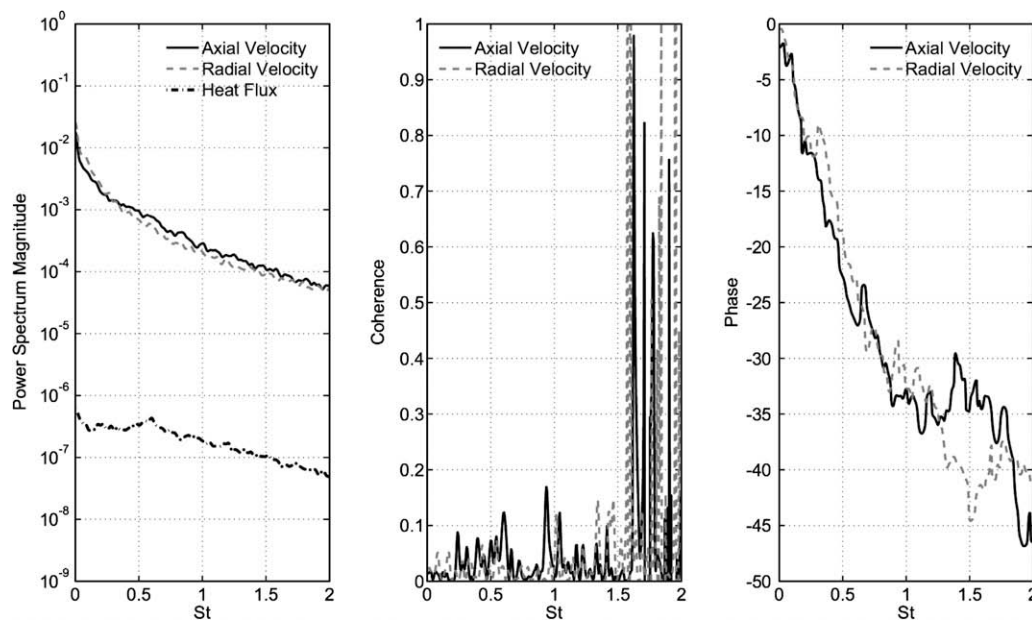 Power Spectrum Magnitude
10^0
10^-1
10^-2
10^-3
10^-4
10^-5
10^-6
10^-7
10^-8
10^-9
Axial Velocity
Radial Velocity
Heat Flux
0 0.5 1 1.5 2
St
Coherence
1
0.9
0.8
0.7
0.6
0.5
0.4
0.3
0.2
0.1
0
Axial Velocity
Radial Velocity
0 0.5 1 1.5 2
St
Phase
0
-5
-10
-15
-20
-25
-30
-35
-40
-45
-50
Axial Velocity
Radial Velocity
0 0.5 1 1.5 2
St